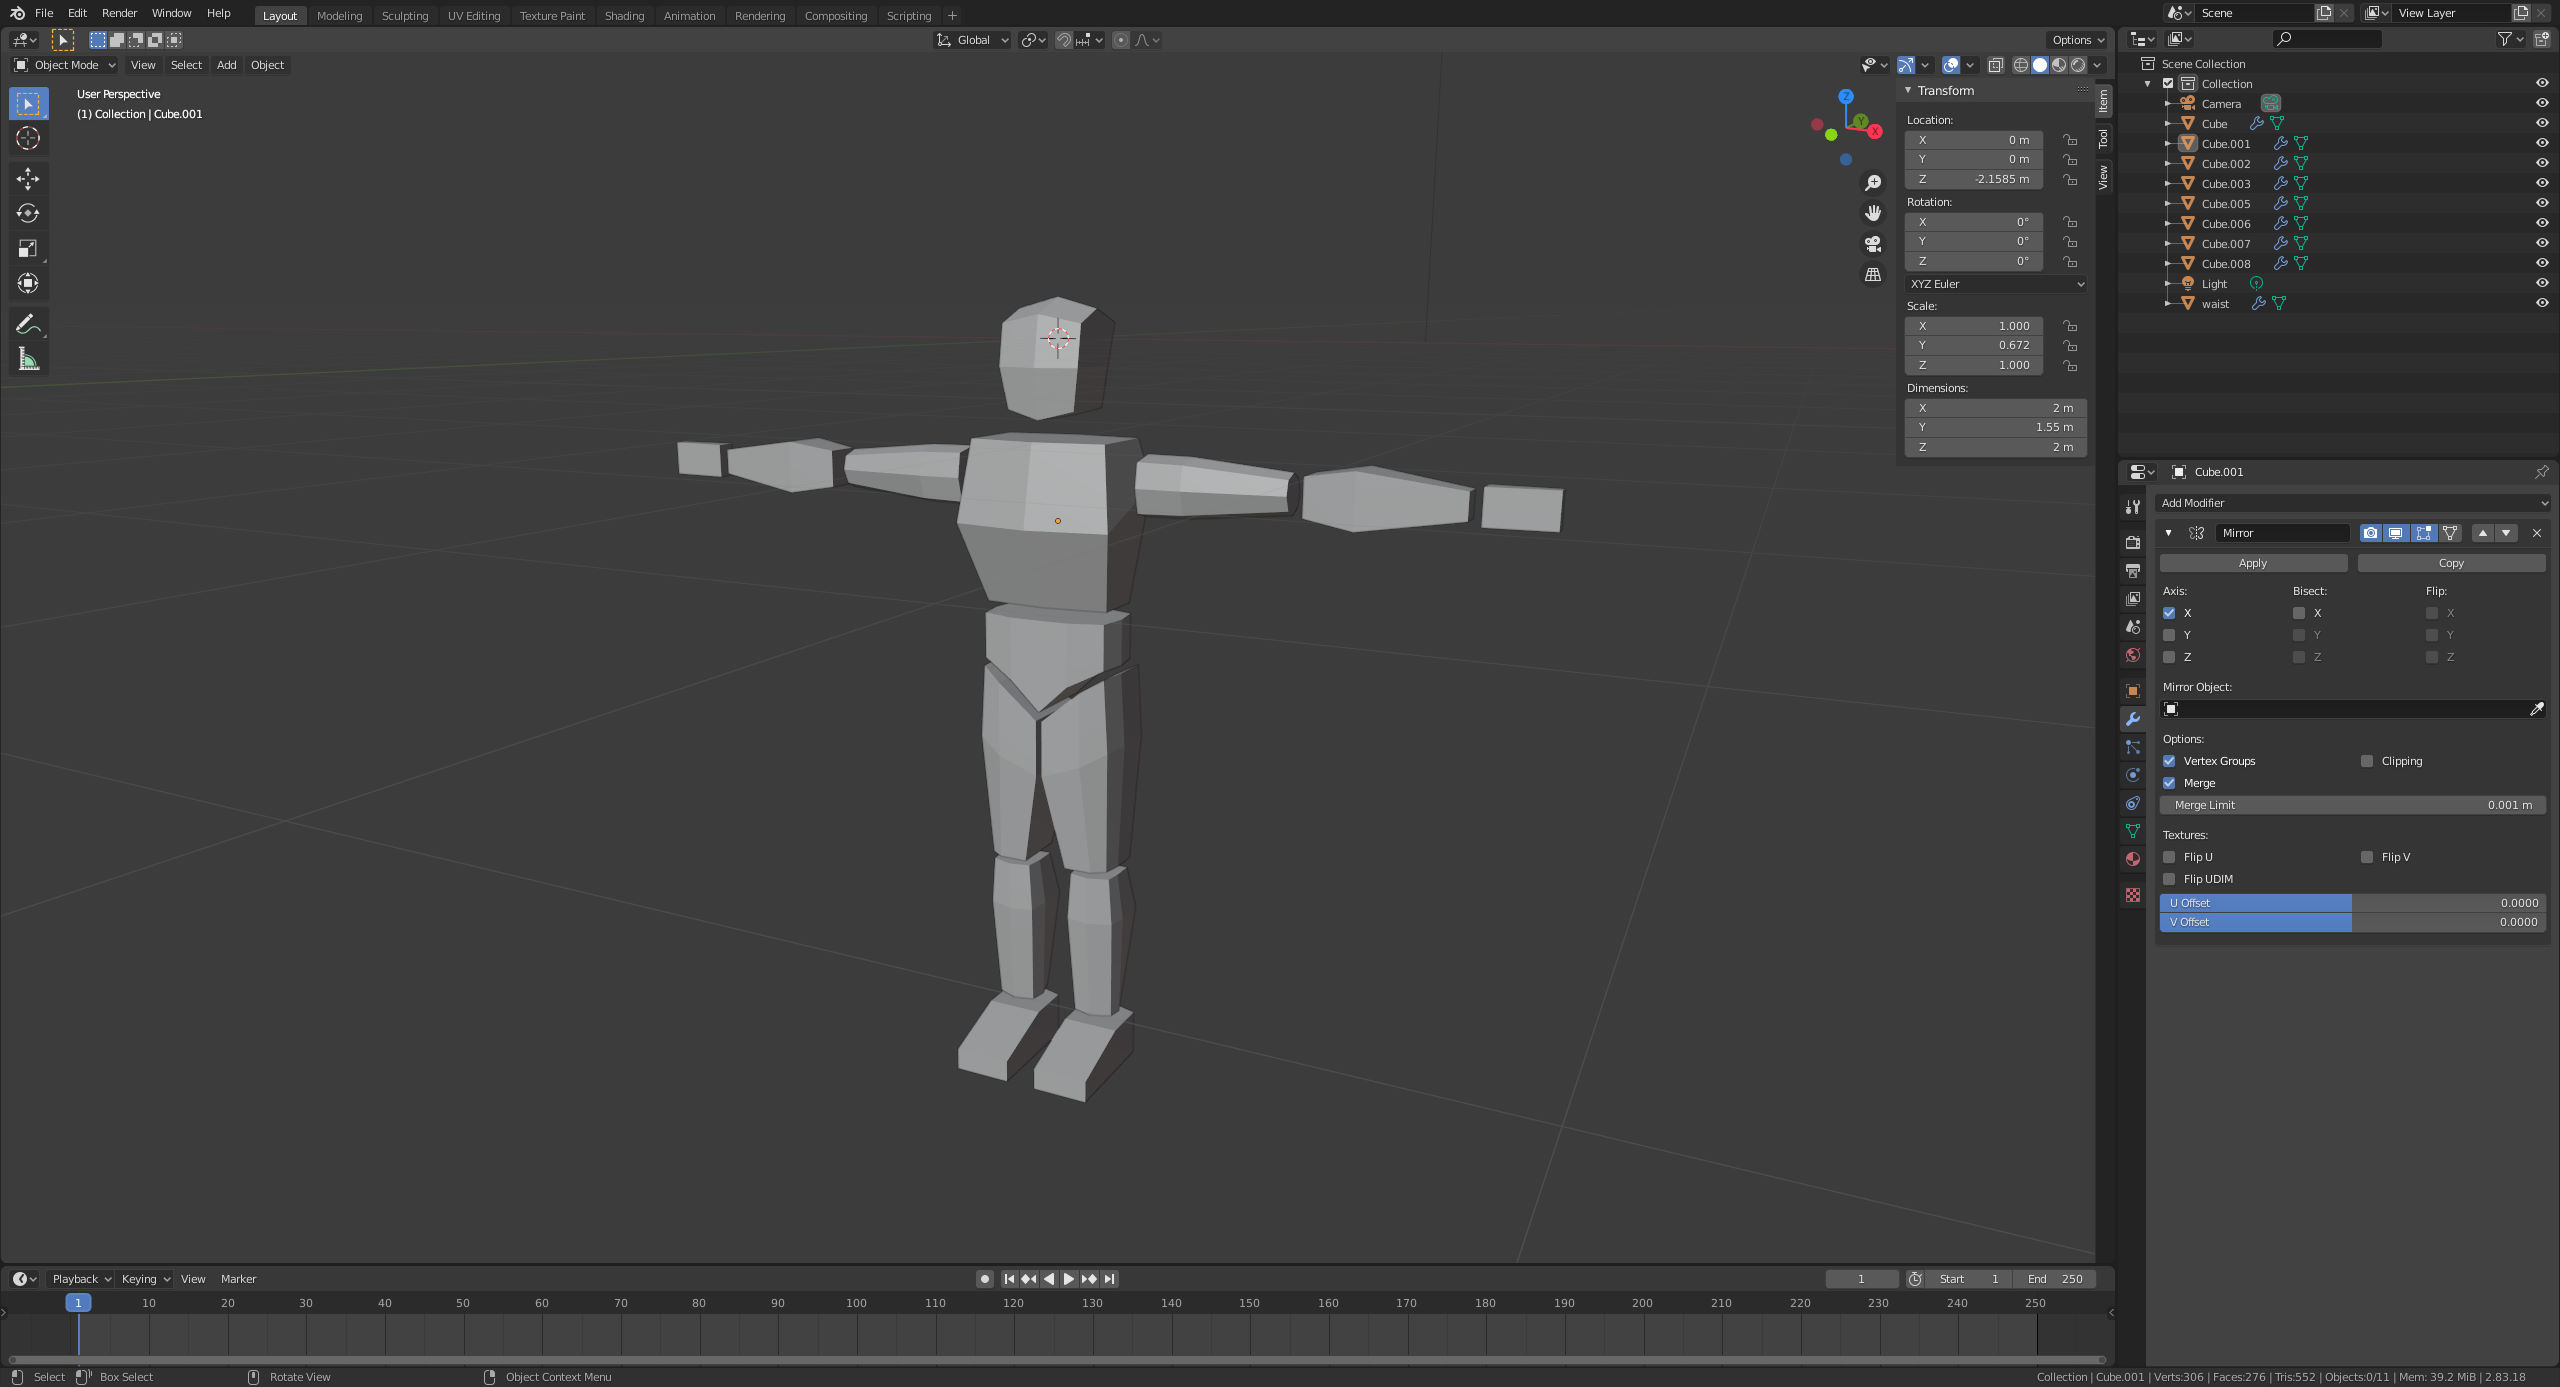 File Edit Render Window Help Layout Modeling Sculpting UV Editing Texture Paint Shading Animation Rendering Compositing Scripting + Scene View Layer
Global Options
Object Mode View Select Add Object
User Perspective
(1) Collection | Cube.001
Z
Y
X
Transform
Location:
X 0 m
Y 0 m
Z -2.1585 m
Rotation:
X 0°
Y 0°
Z 0°
XYZ Euler
Scale:
X 1.000
Y 0.672
Z 1.000
Dimensions:
X 2 m
Y 1.55 m
Z 2 m
Item
Tool
View
Scene Collection
Collection
Camera
Cube
Cube.001
Cube.002
Cube.003
Cube.005
Cube.006
Cube.007
Cube.008
Light
waist
Cube.001
Add Modifier
Mirror
Apply Copy
Axis: Bisect: Flip:
X X X
Y Y Y
Z Z Z
Mirror Object:
Options:
Vertex Groups Clipping
Merge
Merge Limit 0.001 m
Textures:
Flip U Flip V
Flip UDIM
U Offset 0.0000
V Offset 0.0000
Playback Keying View Marker 1 Start 1 End 250
1 10 20 30 40 50 60 70 80 90 100 110 120 130 140 150 160 170 180 190 200 210 220 230 240 250
Select Box Select Rotate View Object Context Menu Collection | Cube.001 | Verts:306 | Faces:276 | Tris:552 | Objects:0/11 | Mem: 39.2 MiB | 2.83.18